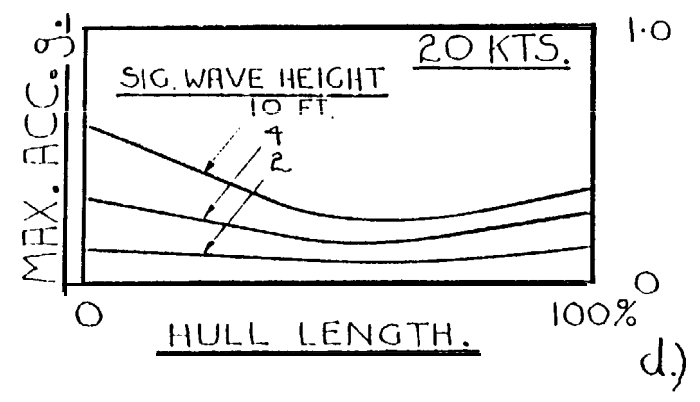 MAX. ACC. g.
20 KTS.
1.0
SIG. WAVE HEIGHT
10 FT.
4
2
0
0
100%
HULL LENGTH.
d.)